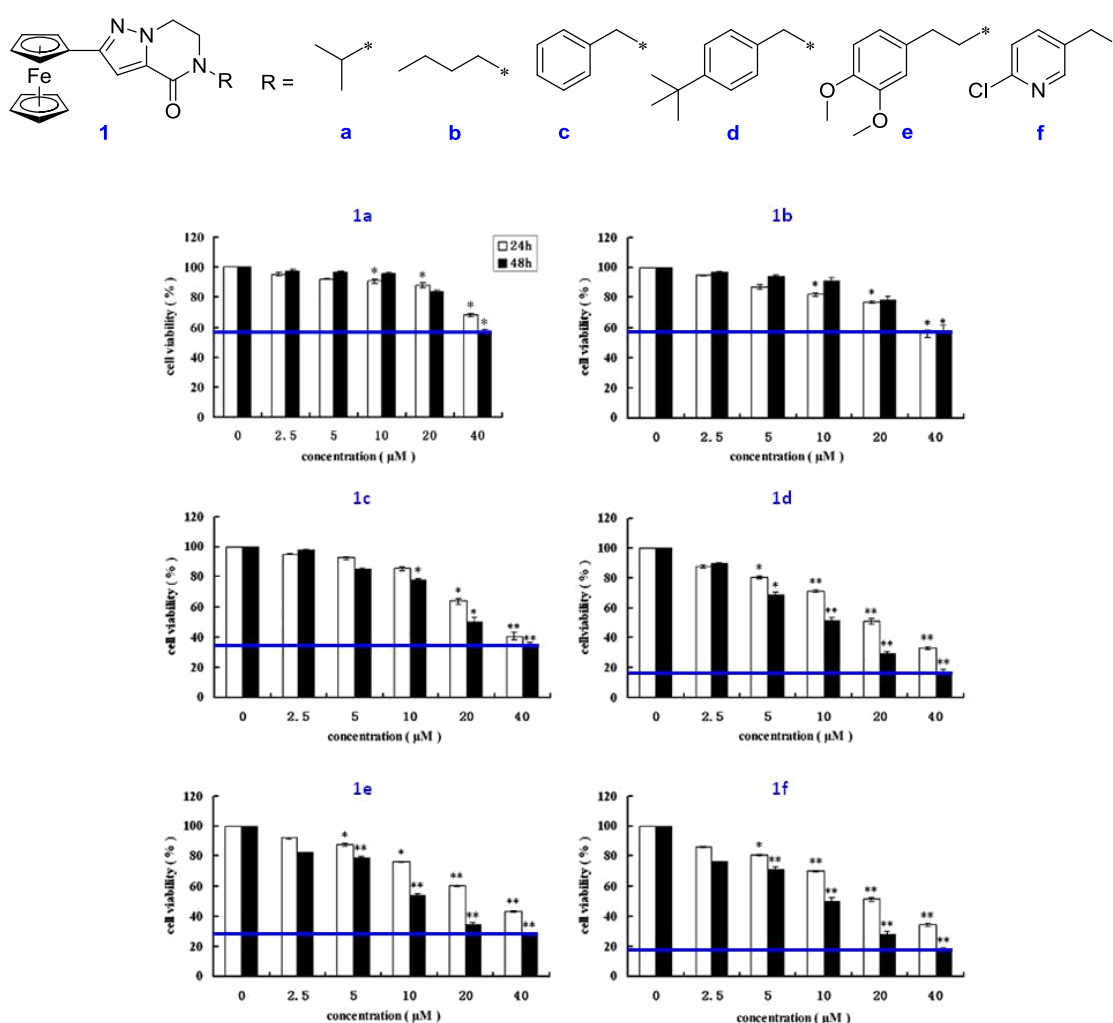 N N N O R
Fe
R =
* * * * *
O O
Cl N
1 a b c d e f
1a
120 100 80 60 40 20 0
cell viability ( % )
24h
48h
* * * *
0 2.5 5 10 20 40
concentration ( μM )
1b
120 100 80 60 40 20 0
cell viability ( % )
* * * *
0 2.5 5 10 20 40
concentration ( μM )
1c
120 100 80 60 40 20 0
cell viability ( % )
* * * ** **
0 2.5 5 10 20 40
concentration ( μM )
1d
120 100 80 60 40 20 0
cellviability ( % )
* * ** ** ** ** ** **
0 2.5 5 10 20 40
concentration ( μM )
1e
120 100 80 60 40 20 0
cell viability ( % )
* ** * ** ** ** ** **
0 2.5 5 10 20 40
concentration ( μM )
1f
120 100 80 60 40 20 0
cell viability ( % )
* ** ** ** ** ** ** **
0 2.5 5 10 20 40
concentration ( μM )